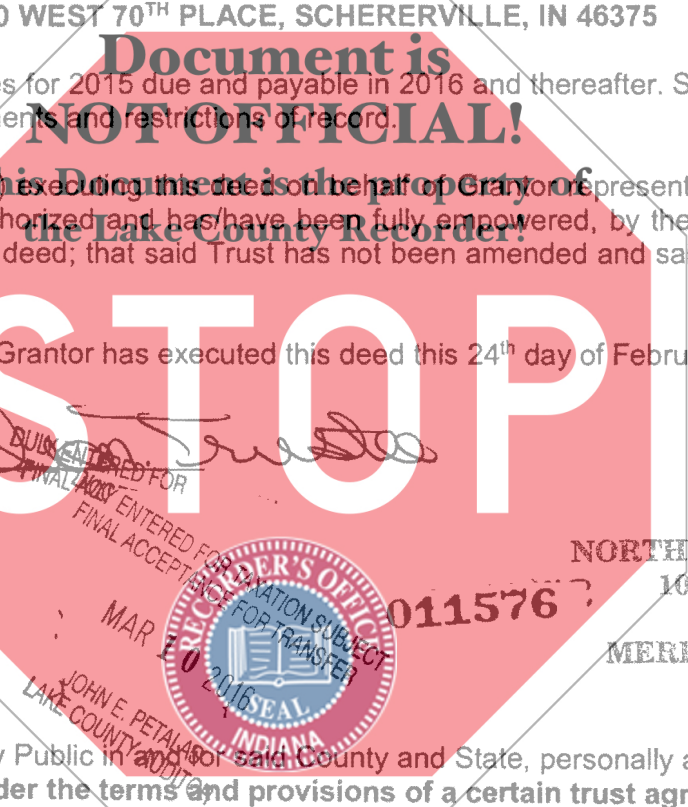 0 WEST 70TH PLACE, SCHERERVILLE, IN 46375
Document is
es for 2015 due and payable in 2016 and thereafter. S
NOT OFFICIAL!
ents and restrictions of record.
This Document is the property of
executing this deed on behalf of Grantor represent
the Lake County Recorder!
horized and has/have been fully empowered, by the
deed; that said Trust has not been amended and sa
STOP
Grantor has executed this deed this 24th day of Febru
Trustee
DULY ENTERED FOR
FINAL ACC
DULY ENTERED FOR TAXATION SUBJECT
FINAL ACCEPTANCE FOR TRANSFER
MAR 10 2016
JOHN E. PETALAS
LAKE COUNTY AUDITOR
RECORDER'S OFFICE
SEAL
INDIANA
011576
NORTH
10
MERI
y Public in and for said County and State, personally a
der the terms and provisions of a certain trust agr